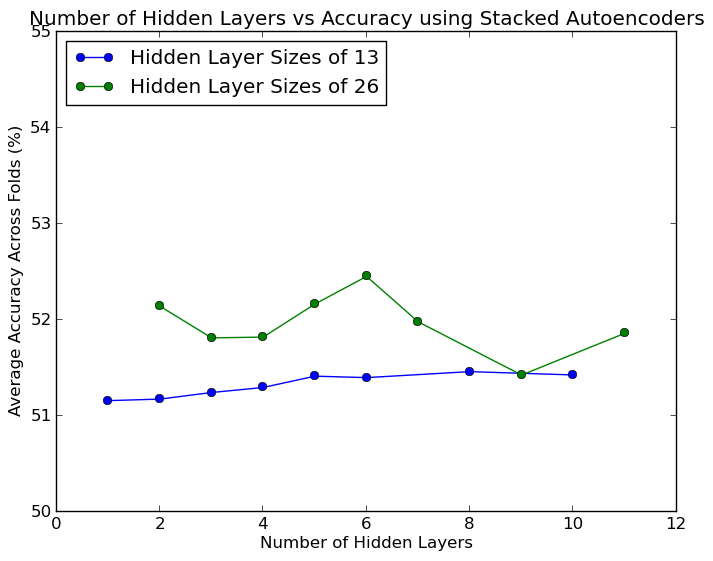 Number of Hidden Layers vs Accuracy using Stacked Autoencoders
55
Hidden Layer Sizes of 13
Hidden Layer Sizes of 26
54
53
52
51
50
Average Accuracy Across Folds (%)
0 2 4 6 8 10 12
Number of Hidden Layers